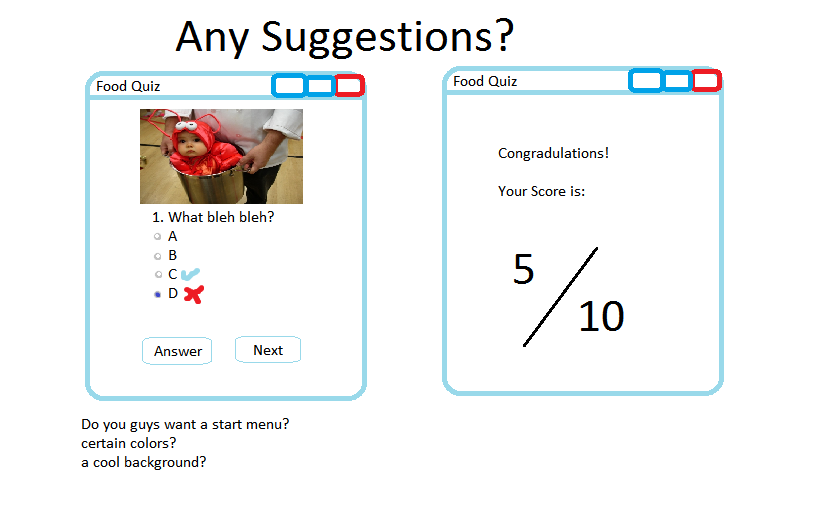 Any Suggestions?
Food Quiz
1. What bleh bleh?
A
B
C
D
Answer
Next
Food Quiz
Congradulations!
Your Score is:
5
10
Do you guys want a start menu?
certain colors?
a cool background?